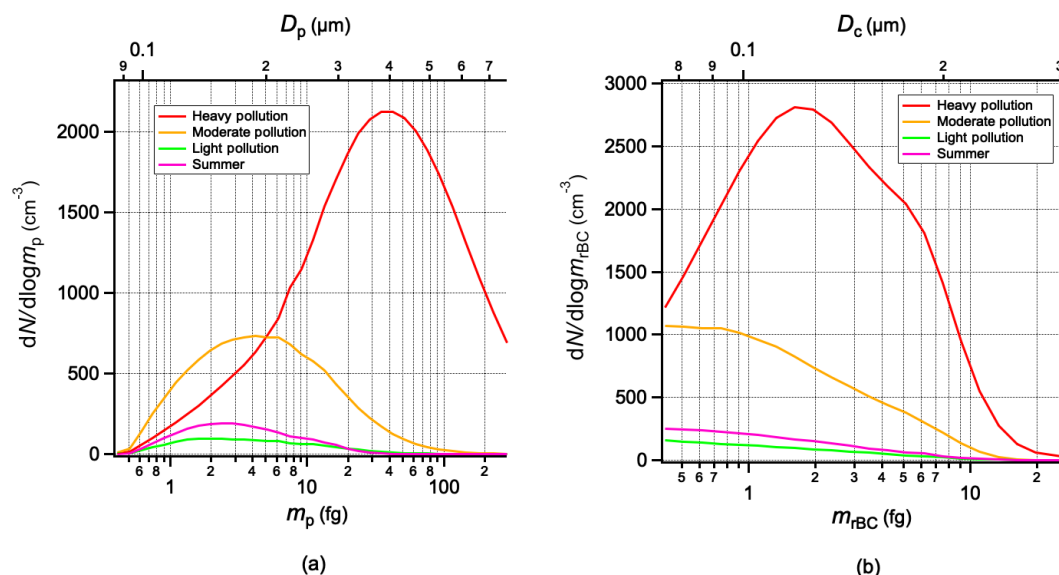 Dp (μm)
9 0.1 2 3 4 5 6 7
2000
1500
1000
500
0
dN/dlogmp (cm-3)
Heavy pollution
Moderate pollution
Light pollution
Summer
6 8 1 2 4 6 8 10 2 4 6 8 100 2
mp (fg)
(a)
Dc (μm)
8 9 0.1 2 3
3000
2500
2000
1500
1000
500
0
dN/dlogmrBC (cm-3)
Heavy pollution
Moderate pollution
Light pollution
Summer
5 6 7 1 2 3 4 5 6 7 10 2
mrBC (fg)
(b)